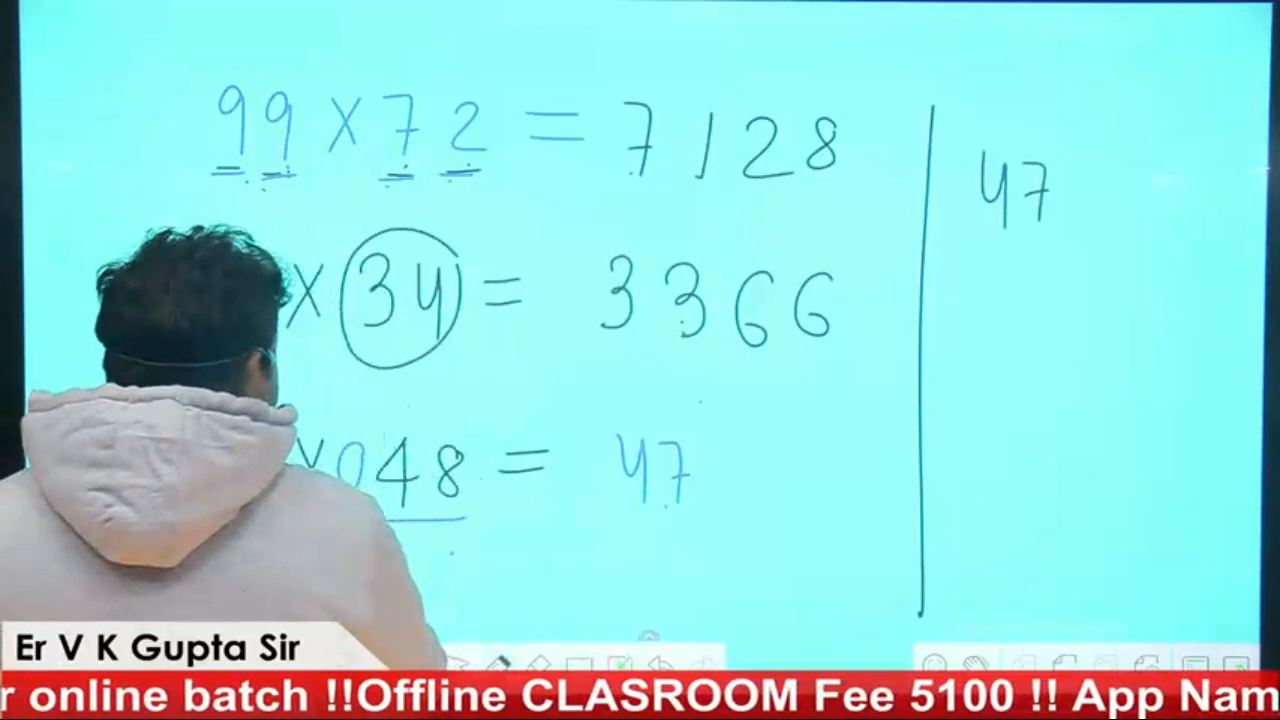 99 × 72 = 7128
47
× 34 = 3366
× 048 = 47
Er V K Gupta Sir
r online batch !!Offline CLASROOM Fee 5100 !! App Nam